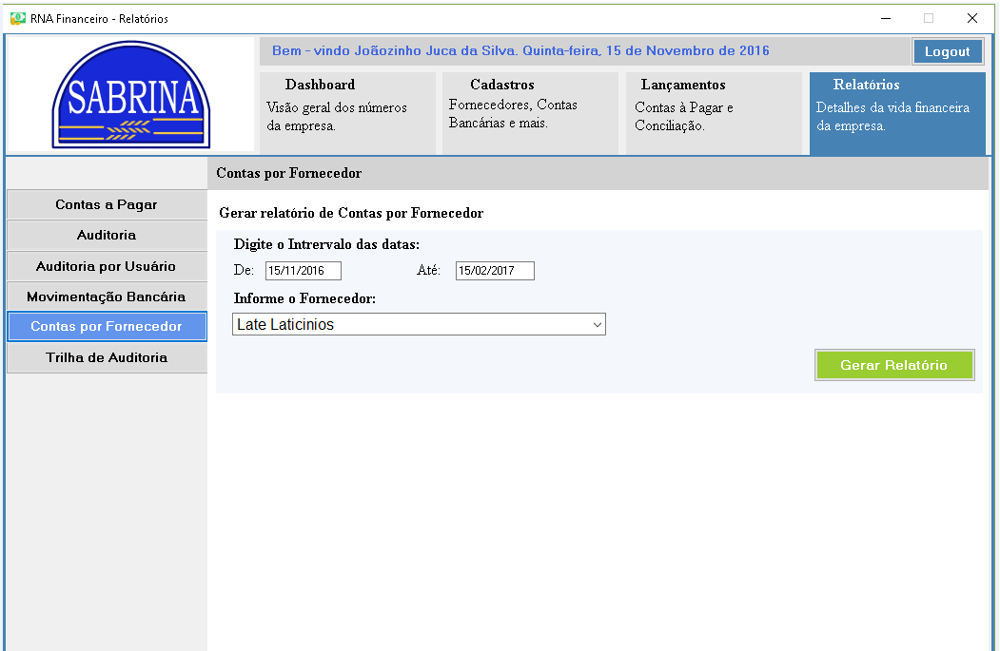 RNA Financeiro - Relatórios
SABRINA
Bem - vindo Joãozinho Juca da Silva. Quinta-feira, 15 de Novembro de 2016
Logout
Dashboard
Visão geral dos números
da empresa.
Cadastros
Fornecedores, Contas
Bancárias e mais.
Lançamentos
Contas à Pagar e
Conciliação.
Relatórios
Detalhes da vida financeira
da empresa.
Contas a Pagar
Auditoria
Auditoria por Usuário
Movimentação Bancária
Contas por Fornecedor
Trilha de Auditoria
Contas por Fornecedor
Gerar relatório de Contas por Fornecedor
Digite o Intrervalo das datas:
De: 15/11/2016 Até: 15/02/2017
Informe o Fornecedor:
Late Laticinios
Gerar Relatório